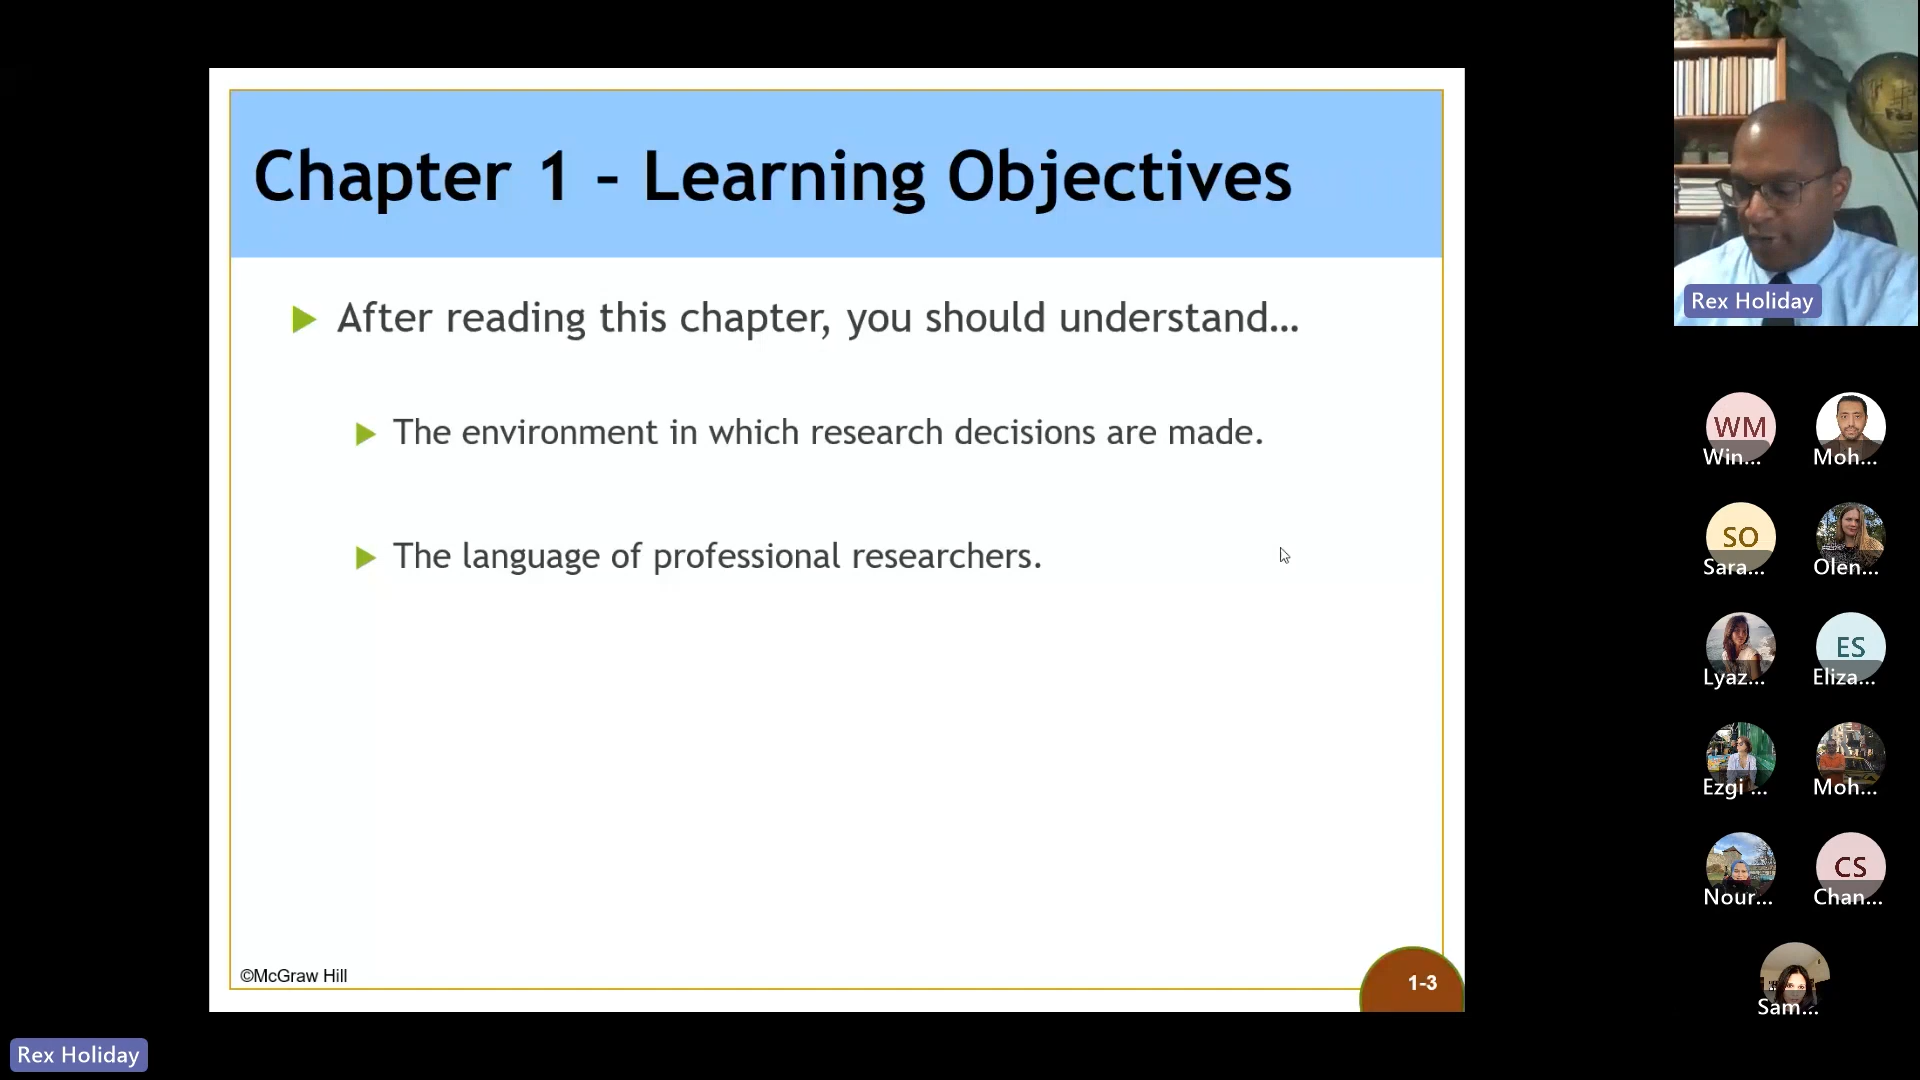 Chapter 1 – Learning Objectives
After reading this chapter, you should understand…
The environment in which research decisions are made.
The language of professional researchers.
©McGraw Hill
1-3
Rex Holiday
Rex Holiday
WM
Win...
Moh...
SO
Sara...
Olen...
Lyaz...
ES
Eliza...
Ezgi ...
Moh...
Nour...
CS
Chan...
Sam...